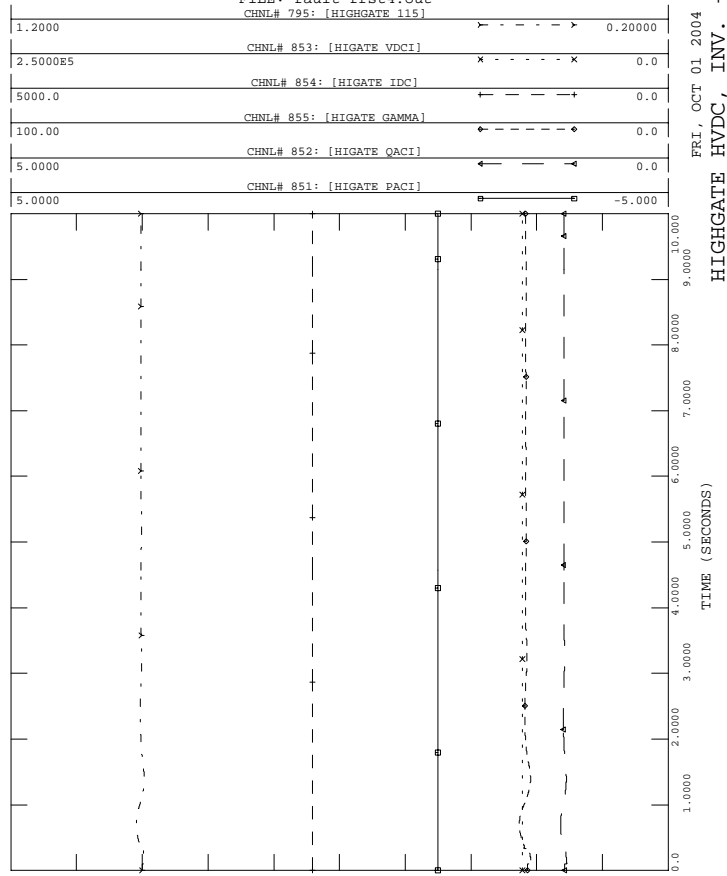 FILE: fault-frst4.out
CHNL# 795: [HIGHGATE 115]
1.2000 0.20000
CHNL# 853: [HIGATE VDCI]
2.5000E5 0.0
CHNL# 854: [HIGATE IDC]
5000.0 0.0
CHNL# 855: [HIGATE GAMMA]
100.00 0.0
CHNL# 852: [HIGATE QACI]
5.0000 0.0
CHNL# 851: [HIGATE PACI]
5.0000 -5.000
FRI, OCT 01 2004
HIGHGATE HVDC, INV. -
10.000
9.0000
8.0000
7.0000
6.0000
5.0000
4.0000
3.0000
2.0000
1.0000
0.0
TIME (SECONDS)